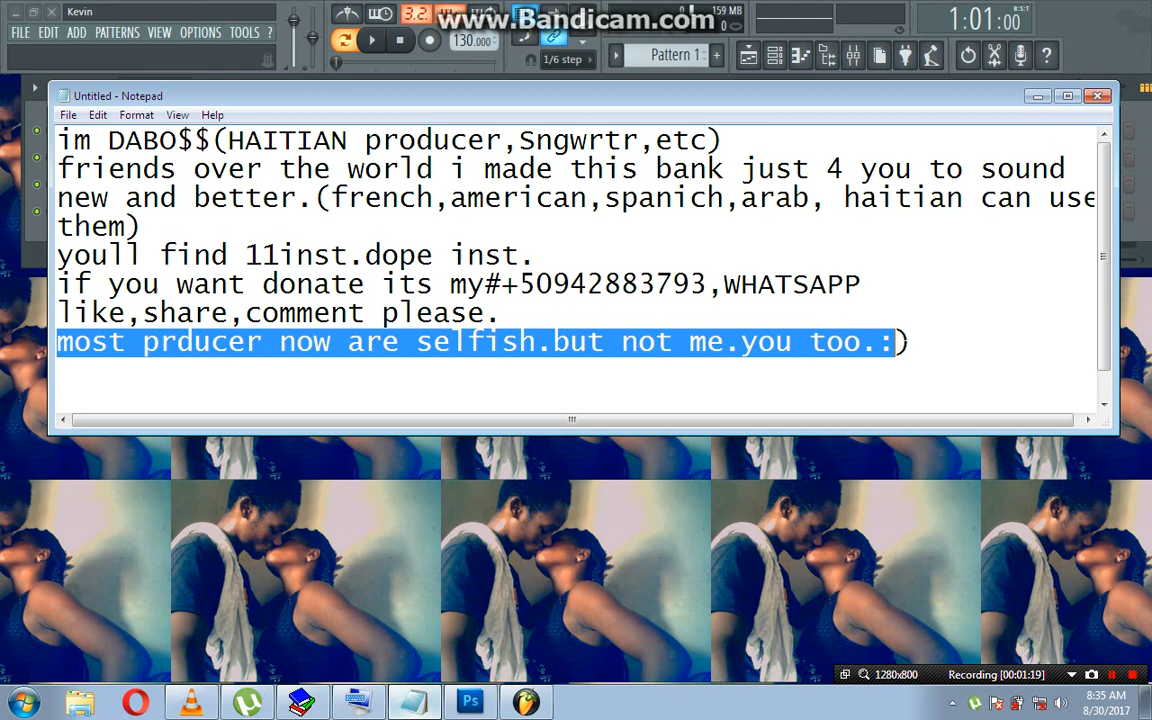 Kevin
www.Bandicam.com
3.2
159 MB
1:01:00
FILE EDIT ADD PATTERNS VIEW OPTIONS TOOLS ?
130.000
1/6 step
Pattern 1
Untitled - Notepad
File Edit Format View Help
im DABO$$(HAITIAN producer,Sngwrtr,etc)
friends over the world i made this bank just 4 you to sound
new and better.(french,american,spanich,arab, haitian can use
them)
youll find 11inst.dope inst.
if you want donate its my#+50942883793,WHATSAPP
like,share,comment please.
most prducer now are selfish.but not me.you too.:)
1280x800 Recording [00:01:19]
Ps
8:35 AM
8/30/2017